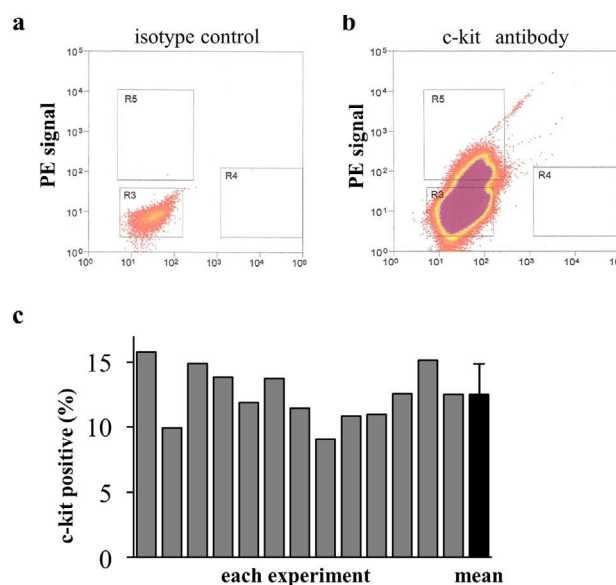 a
isotype control
PE signal
10⁵
10⁴
10³
10²
10¹
10⁰
R5
R4
R3
10⁰ 10¹ 10² 10³ 10⁴ 10⁵
b
c-kit antibody
PE signal
10⁵
10⁴
10³
10²
10¹
10⁰
R5
R4
R3
10⁰ 10¹ 10² 10³ 10⁴
c
c-kit positive (%)
15
10
5
0
each experiment
mean